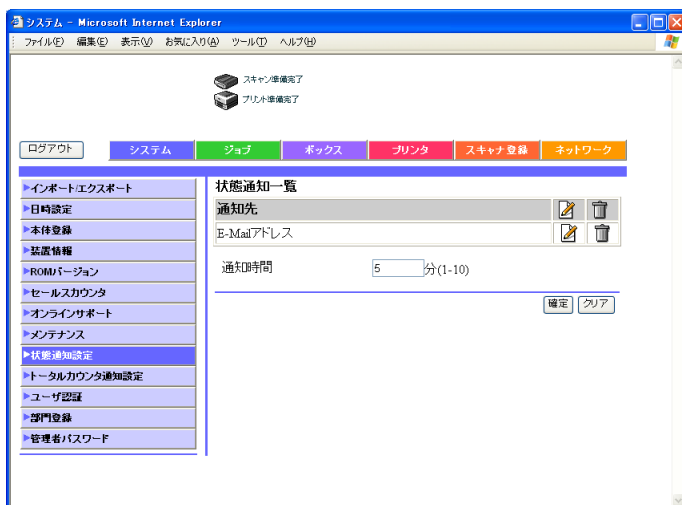 システム - Microsoft Internet Explorer
ファイル(F) 編集(E) 表示(V) お気に入り(A) ツール(T) ヘルプ(H)
スキャン準備完了
プリント準備完了
ログアウト システム ジョブ ボックス プリンタ スキャナ登録 ネットワーク
インポート/エクスポート
日時設定
本体登録
装置情報
ROMバージョン
セールスカウンタ
オンラインサポート
メンテナンス
状態通知設定
トータルカウンタ通知設定
ユーザ認証
部門登録
管理者パスワード
状態通知一覧
通知先
E-Mailアドレス
通知時間 5 分(1-10)
確定 クリア